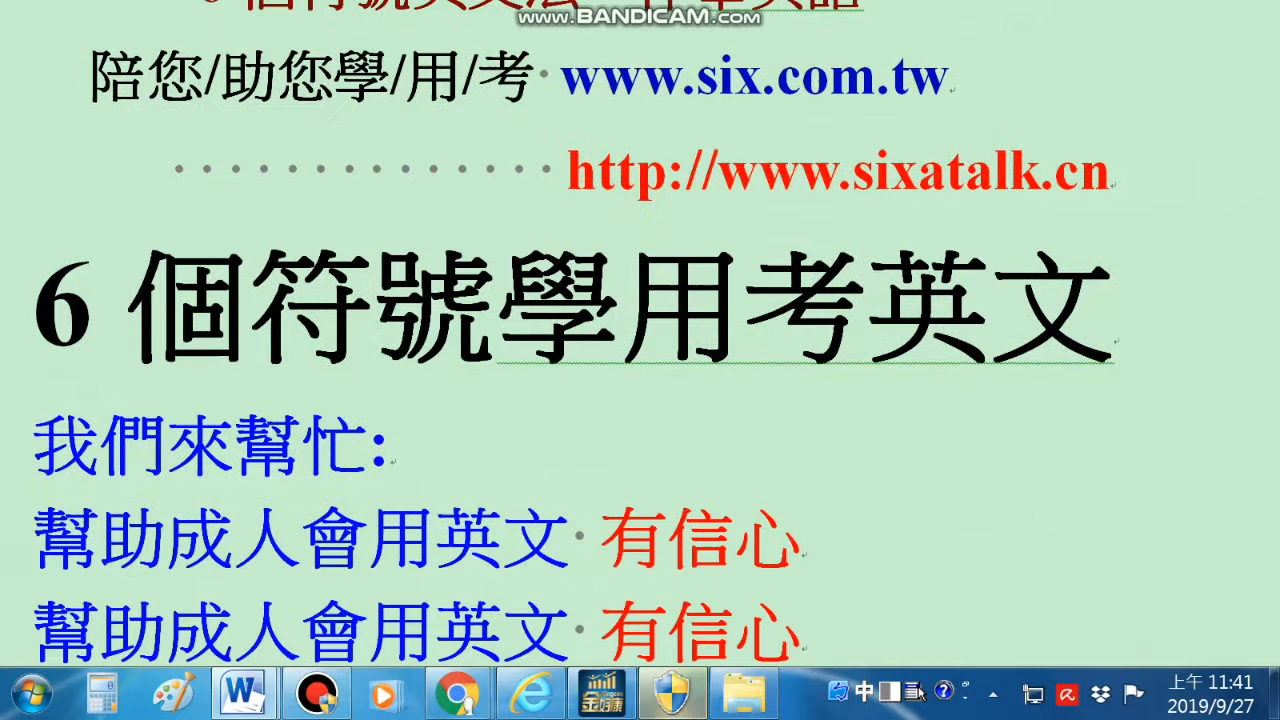 www.BANDICAM.com
陪您/助您學/用/考 www.six.com.tw
http://www.sixatalk.cn
6 個符號學用考英文
我們來幫忙:
幫助成人會用英文 有信心
幫助成人會用英文 有信心
中
上午 11:41
2019/9/27